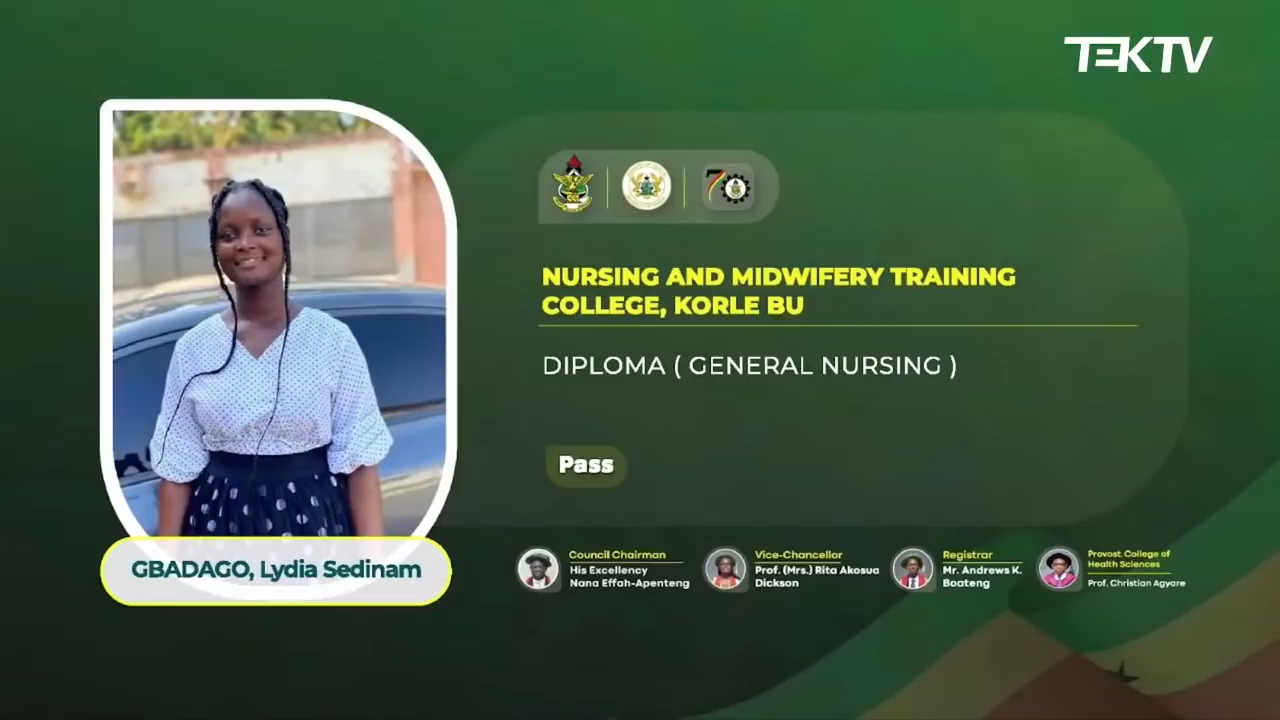 TEKTV
NURSING AND MIDWIFERY TRAINING
COLLEGE, KORLE BU
DIPLOMA ( GENERAL NURSING )
Pass
GBADAGO, Lydia Sedinam
Council Chairman
His Excellency
Nana Effah-Apenteng
Vice-Chancellor
Prof. (Mrs.) Rita Akosua
Dickson
Registrar
Mr. Andrews K.
Boateng
Provost, College of
Health Sciences
Prof. Christian Agyare